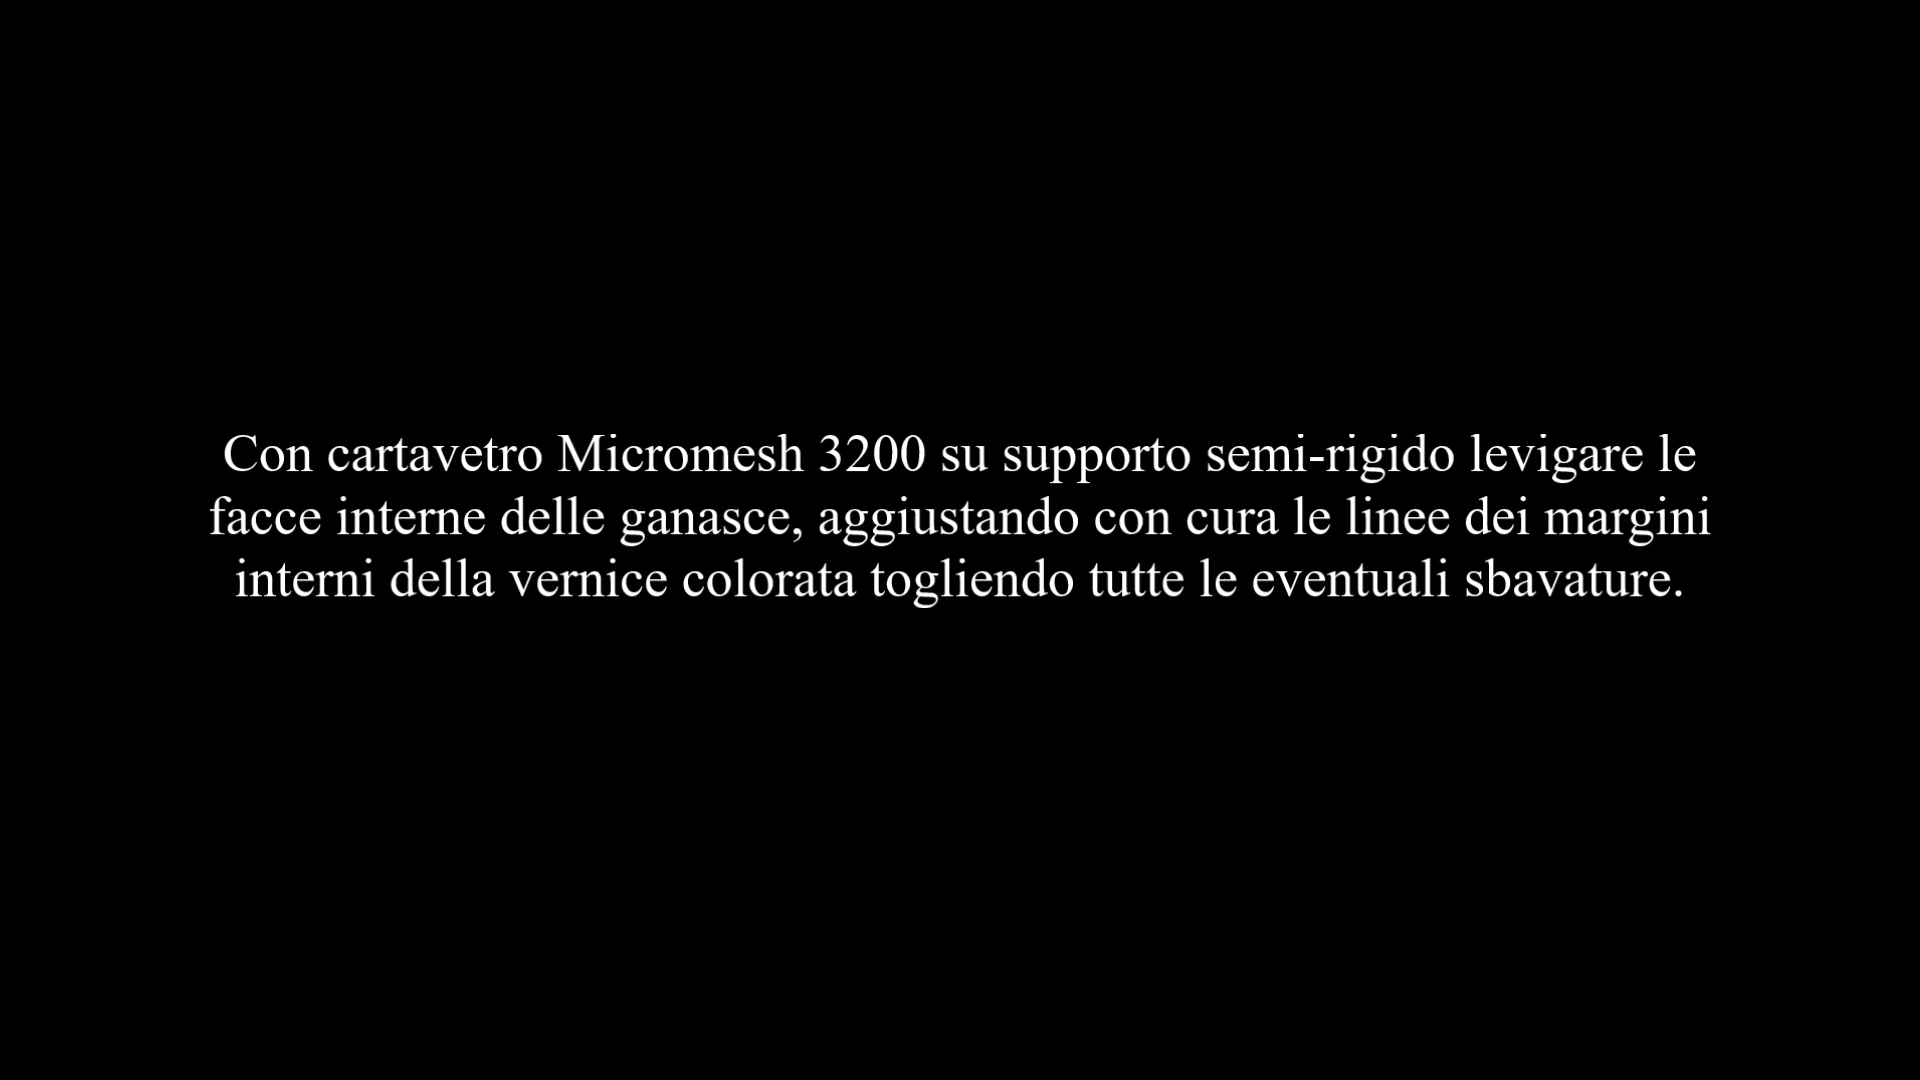 Con cartavetro Micromesh 3200 su supporto semi-rigido levigare le
facce interne delle ganasce, aggiustando con cura le linee dei margini
interni della vernice colorata togliendo tutte le eventuali sbavature.